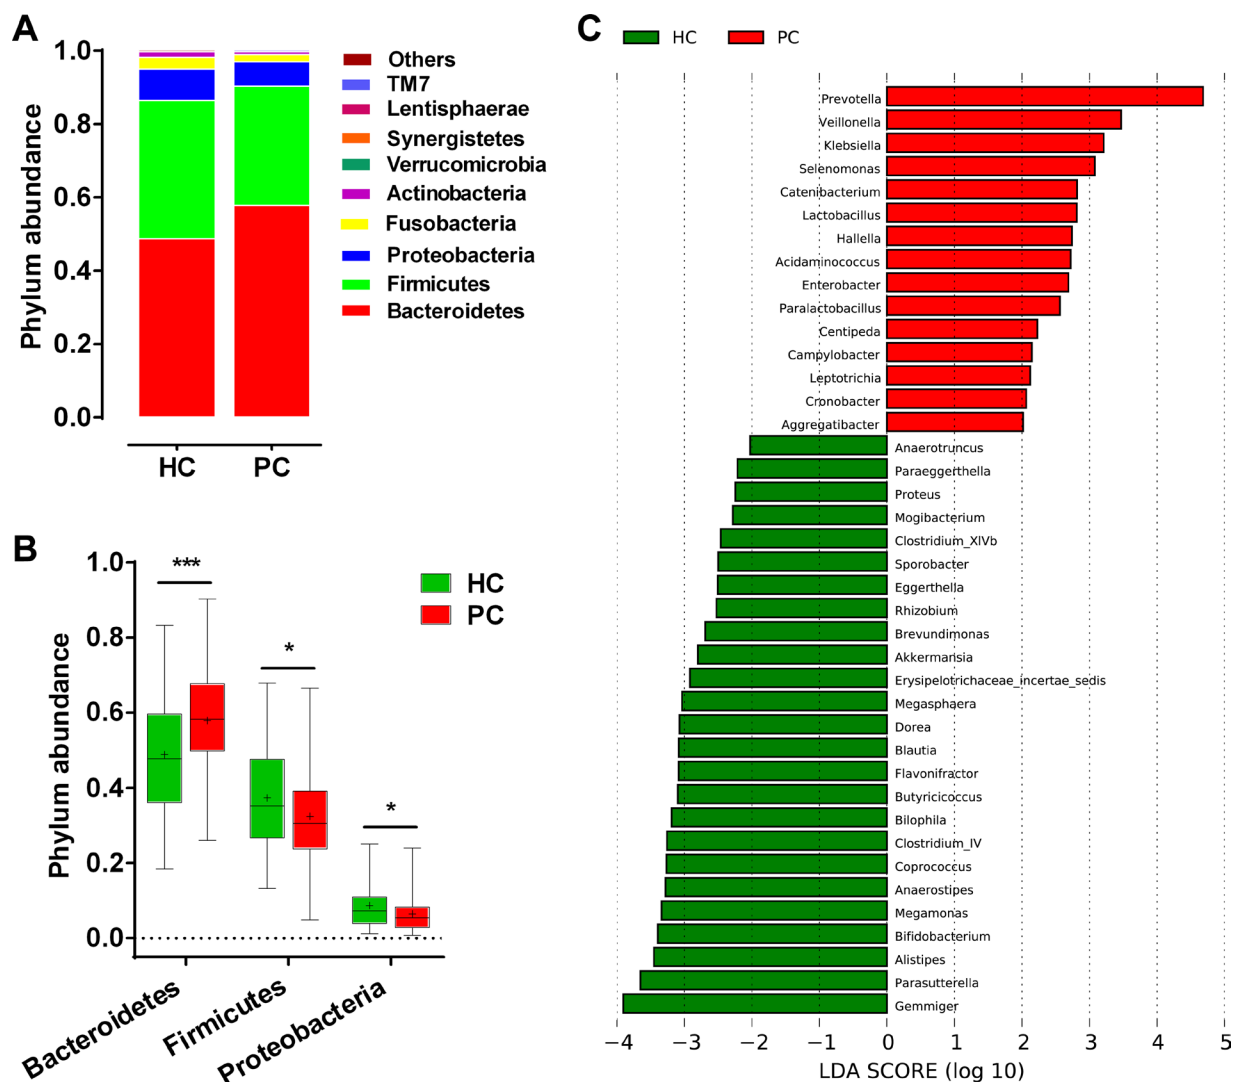 A
1.0
0.8
0.6
0.4
0.2
0.0
Phylum abundance
HC
PC
Others
TM7
Lentisphaerae
Synergistetes
Verrucomicrobia
Actinobacteria
Fusobacteria
Proteobacteria
Firmicutes
Bacteroidetes
B
1.0
0.8
0.6
0.4
0.2
0.0
Phylum abundance
***
*
*
HC
PC
Bacteroidetes
Firmicutes
Proteobacteria
C
HC
PC
Prevotella
Veillonella
Klebsiella
Selenomonas
Catenibacterium
Lactobacillus
Hallella
Acidaminococcus
Enterobacter
Paralactobacillus
Centipeda
Campylobacter
Leptotrichia
Cronobacter
Aggregatibacter
Anaerotruncus
Paraeggerthella
Proteus
Mogibacterium
Clostridium_XIVb
Sporobacter
Eggerthella
Rhizobium
Brevundimonas
Akkermansia
Erysipelotrichaceae_incertae_sedis
Megasphaera
Dorea
Blautia
Flavonifractor
Butyricicoccus
Bilophila
Clostridium_IV
Coprococcus
Anaerostipes
Megamonas
Bifidobacterium
Alistipes
Parasutterella
Gemmiger
−4 −3 −2 −1 0 1 2 3 4 5
LDA SCORE (log 10)